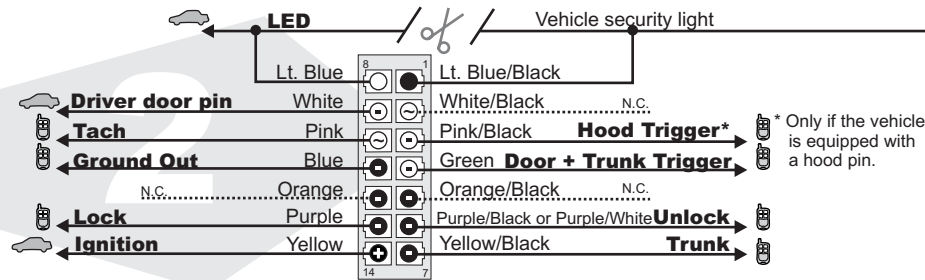 LED Vehicle security light
8 1
Lt. Blue Lt. Blue/Black
Driver door pin White White/Black N.C.
Tach Pink Pink/Black Hood Trigger*
* Only if the vehicle
is equipped with
a hood pin.
Ground Out Blue Green Door + Trunk Trigger
N.C. Orange Orange/Black N.C.
Lock Purple Purple/Black or Purple/White Unlock
Ignition Yellow Yellow/Black Trunk
14 7
2